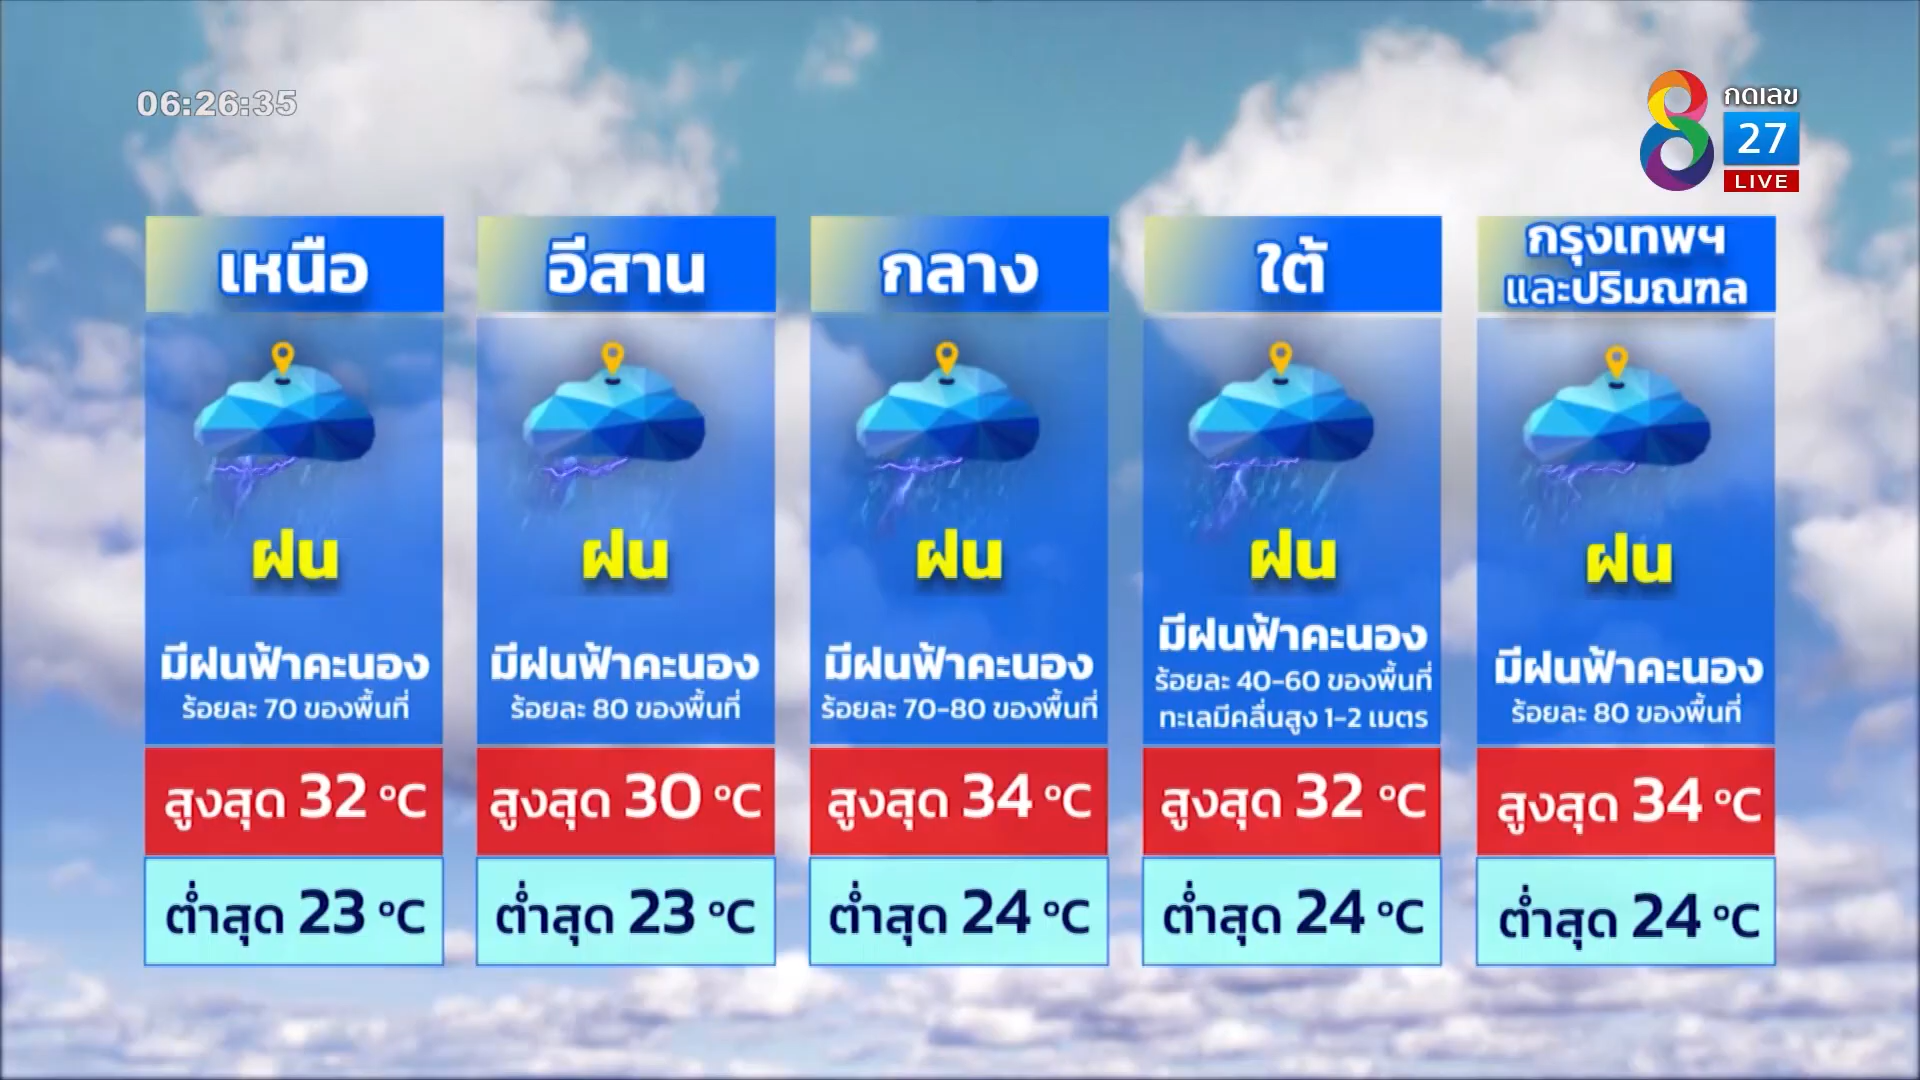 06:26:35
8
กดเลข
27
LIVE
เหนือ
ฝน
มีฝนฟ้าคะนอง
ร้อยละ 70 ของพื้นที่
สูงสุด 32 °C
ต่ำสุด 23 °C
อีสาน
ฝน
มีฝนฟ้าคะนอง
ร้อยละ 80 ของพื้นที่
สูงสุด 30 °C
ต่ำสุด 23 °C
กลาง
ฝน
มีฝนฟ้าคะนอง
ร้อยละ 70-80 ของพื้นที่
สูงสุด 34 °C
ต่ำสุด 24 °C
ใต้
ฝน
มีฝนฟ้าคะนอง
ร้อยละ 40-60 ของพื้นที่
ทะเลมีคลื่นสูง 1-2 เมตร
สูงสุด 32 °C
ต่ำสุด 24 °C
กรุงเทพฯ
และปริมณฑล
ฝน
มีฝนฟ้าคะนอง
ร้อยละ 80 ของพื้นที่
สูงสุด 34 °C
ต่ำสุด 24 °C